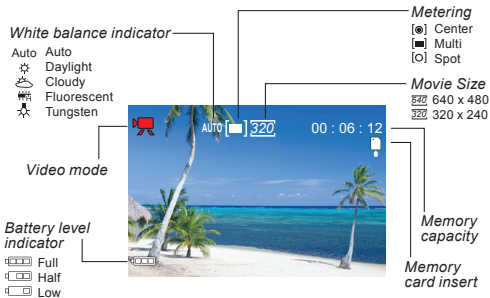 Metering
Center
Multi
Spot
White balance indicator
Auto Auto
Daylight
Cloudy
Fluorescent
Tungsten
Movie Size
640 640 x 480
320 320 x 240
AUTO 320 00 : 06 : 12
Video mode
Battery level
indicator
Full
Half
Low
Memory
capacity
Memory
card insert